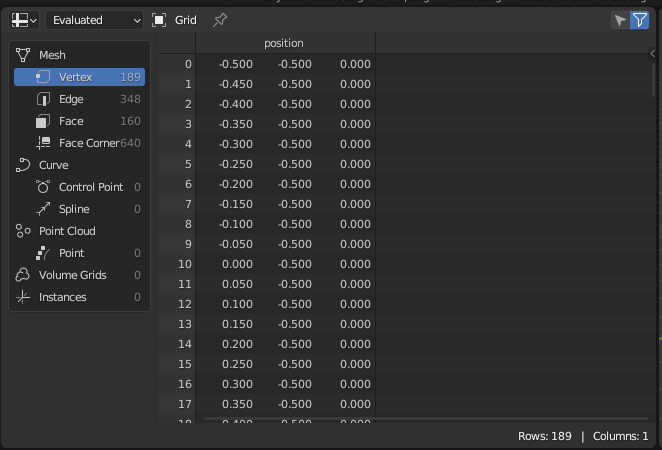 Evaluated Grid
Mesh
Vertex 189
Edge 348
Face 160
Face Corner 640
Curve
Control Point 0
Spline 0
Point Cloud
Point 0
Volume Grids 0
Instances 0
position
0 -0.500 -0.500 0.000
1 -0.450 -0.500 0.000
2 -0.400 -0.500 0.000
3 -0.350 -0.500 0.000
4 -0.300 -0.500 0.000
5 -0.250 -0.500 0.000
6 -0.200 -0.500 0.000
7 -0.150 -0.500 0.000
8 -0.100 -0.500 0.000
9 -0.050 -0.500 0.000
10 0.000 -0.500 0.000
11 0.050 -0.500 0.000
12 0.100 -0.500 0.000
13 0.150 -0.500 0.000
14 0.200 -0.500 0.000
15 0.250 -0.500 0.000
16 0.300 -0.500 0.000
17 0.350 -0.500 0.000
Rows: 189 | Columns: 1